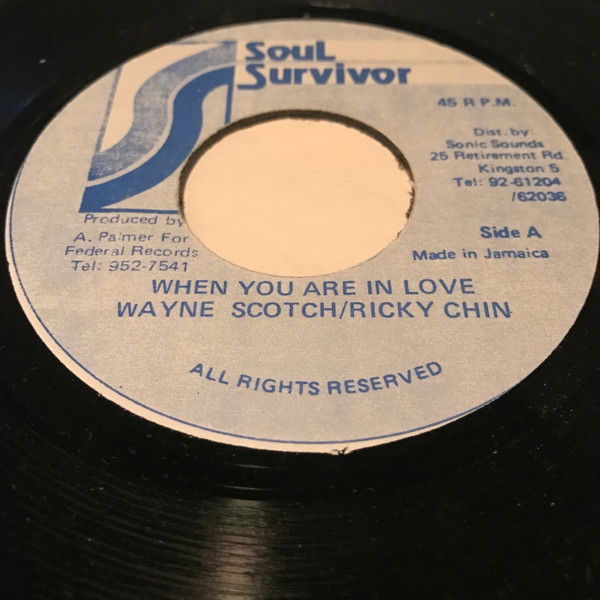 SouL
Survivor
45 R.P.M.
Dist. by:
Sonic Sounds
25 Retirement Rd.
Kingston 5
Tel: 92-61204
/62036
Produced by
A. Palmer For
Federal Records
Tel: 952-7541
Side A
Made in Jamaica
WHEN YOU ARE IN LOVE
WAYNE SCOTCH/RICKY CHIN
ALL RIGHTS RESERVED